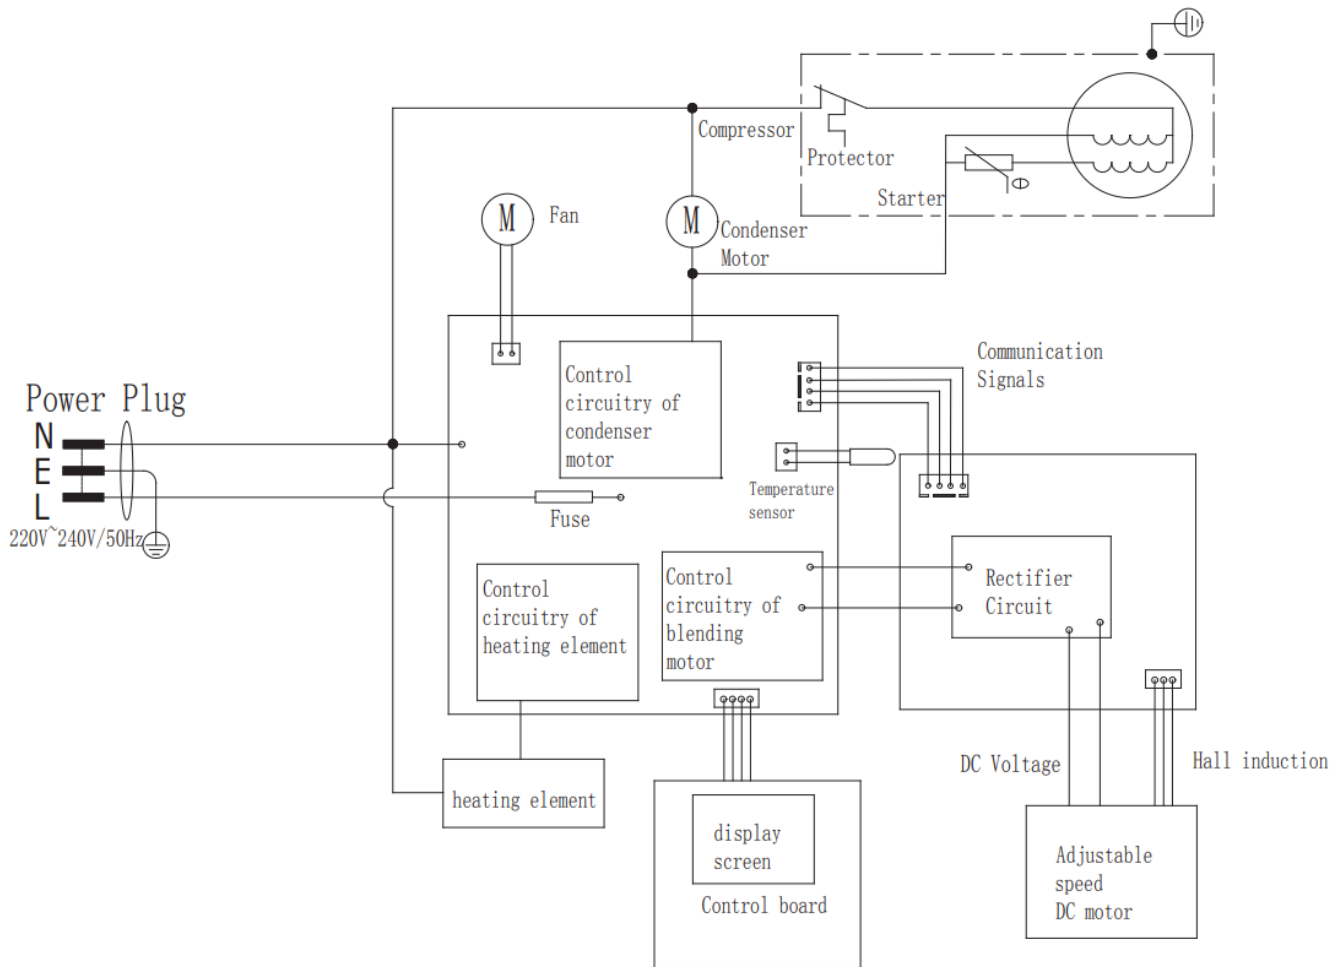 Compressor
Protector
Starter
M
Fan
M
Condenser
Motor
Control
circuitry of
condenser
motor
Communication
Signals
Power Plug
N
E
L
220V~240V/50Hz
Fuse
Temperature
sensor
Control
circuitry of
heating element
Control
circuitry of
blending
motor
Rectifier
Circuit
DC Voltage
Hall induction
heating element
display
screen
Control board
Adjustable
speed
DC motor